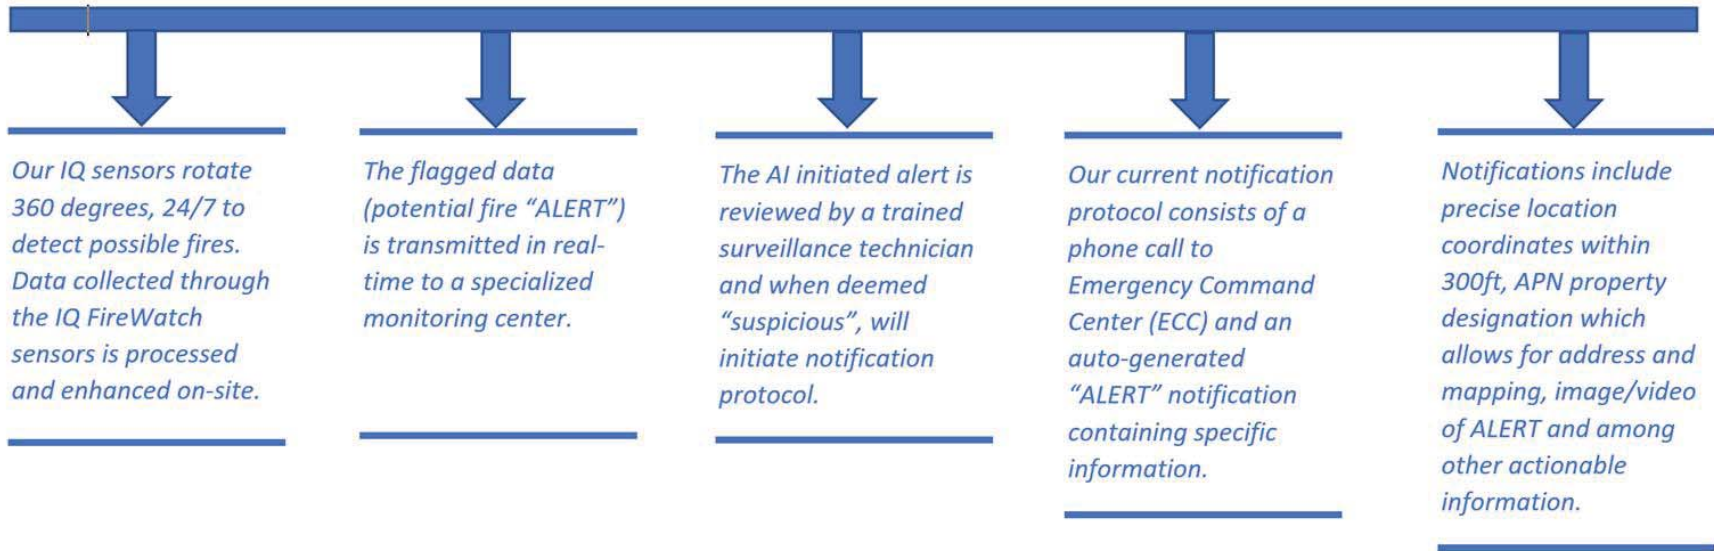 Our IQ sensors rotate
360 degrees, 24/7 to
detect possible fires.
Data collected through
the IQ FireWatch
sensors is processed
and enhanced on-site.
The flagged data
(potential fire “ALERT”)
is transmitted in real-
time to a specialized
monitoring center.
The AI initiated alert is
reviewed by a trained
surveillance technician
and when deemed
“suspicious”, will
initiate notification
protocol.
Our current notification
protocol consists of a
phone call to
Emergency Command
Center (ECC) and an
auto-generated
“ALERT” notification
containing specific
information.
Notifications include
precise location
coordinates within
300ft, APN property
designation which
allows for address and
mapping, image/video
of ALERT and among
other actionable
information.